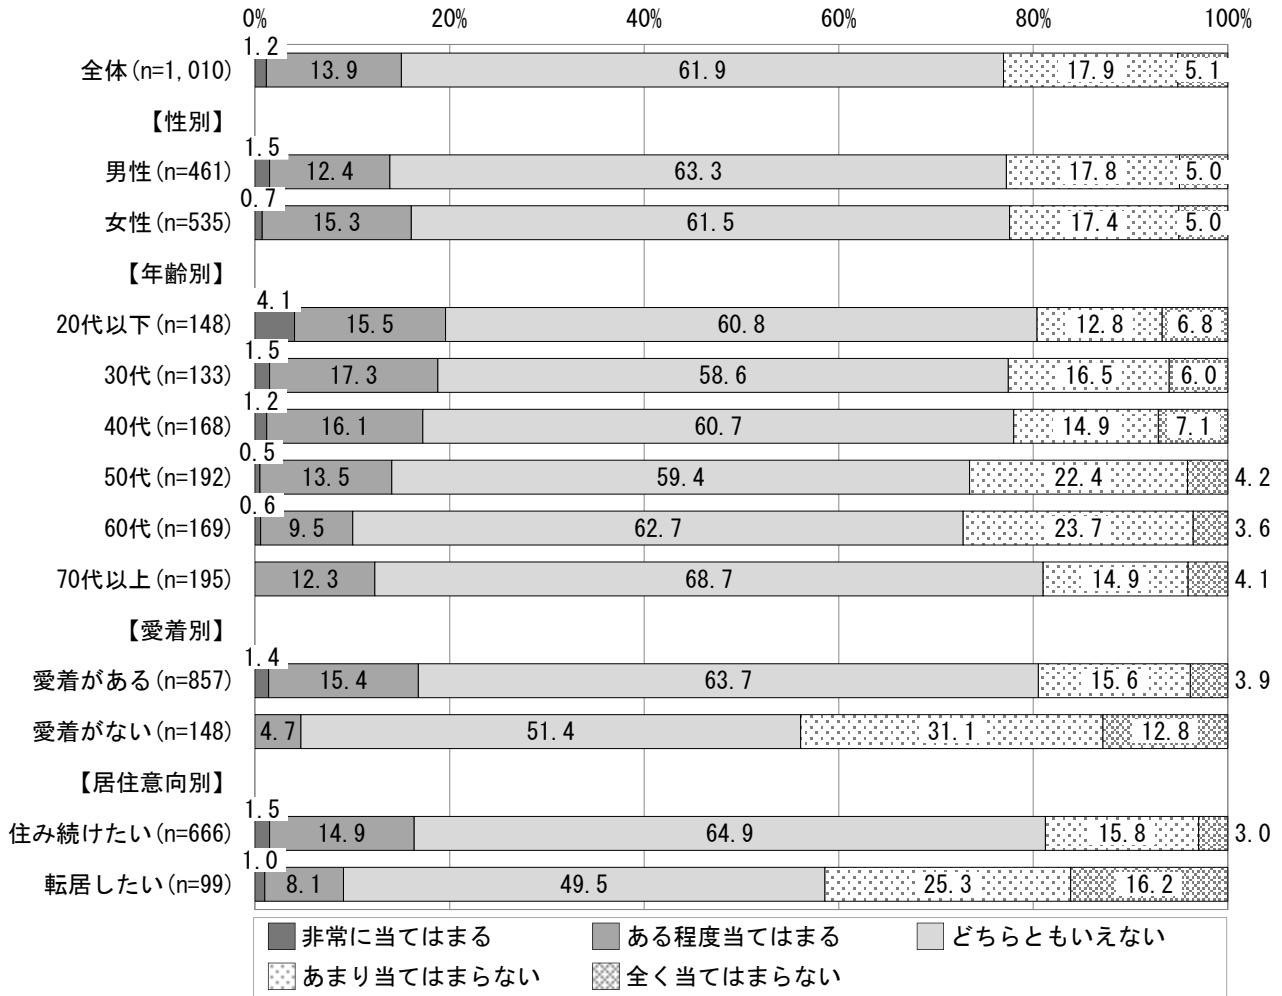 0% 20% 40% 60% 80% 100%
全体(n=1,010) 1.2 13.9 61.9 17.9 5.1
【性別】
男性(n=461) 1.5 12.4 63.3 17.8 5.0
女性(n=535) 0.7 15.3 61.5 17.4 5.0
【年齢別】
20代以下(n=148) 4.1 15.5 60.8 12.8 6.8
30代(n=133) 1.5 17.3 58.6 16.5 6.0
40代(n=168) 1.2 16.1 60.7 14.9 7.1
50代(n=192) 0.5 13.5 59.4 22.4 4.2
60代(n=169) 0.6 9.5 62.7 23.7 3.6
70代以上(n=195) 12.3 68.7 14.9 4.1
【愛着別】
愛着がある(n=857) 1.4 15.4 63.7 15.6 3.9
愛着がない(n=148) 4.7 51.4 31.1 12.8
【居住意向別】
住み続けたい(n=666) 1.5 14.9 64.9 15.8 3.0
転居したい(n=99) 1.0 8.1 49.5 25.3 16.2
非常に当てはまる ある程度当てはまる どちらともいえない
あまり当てはまらない 全く当てはまらない